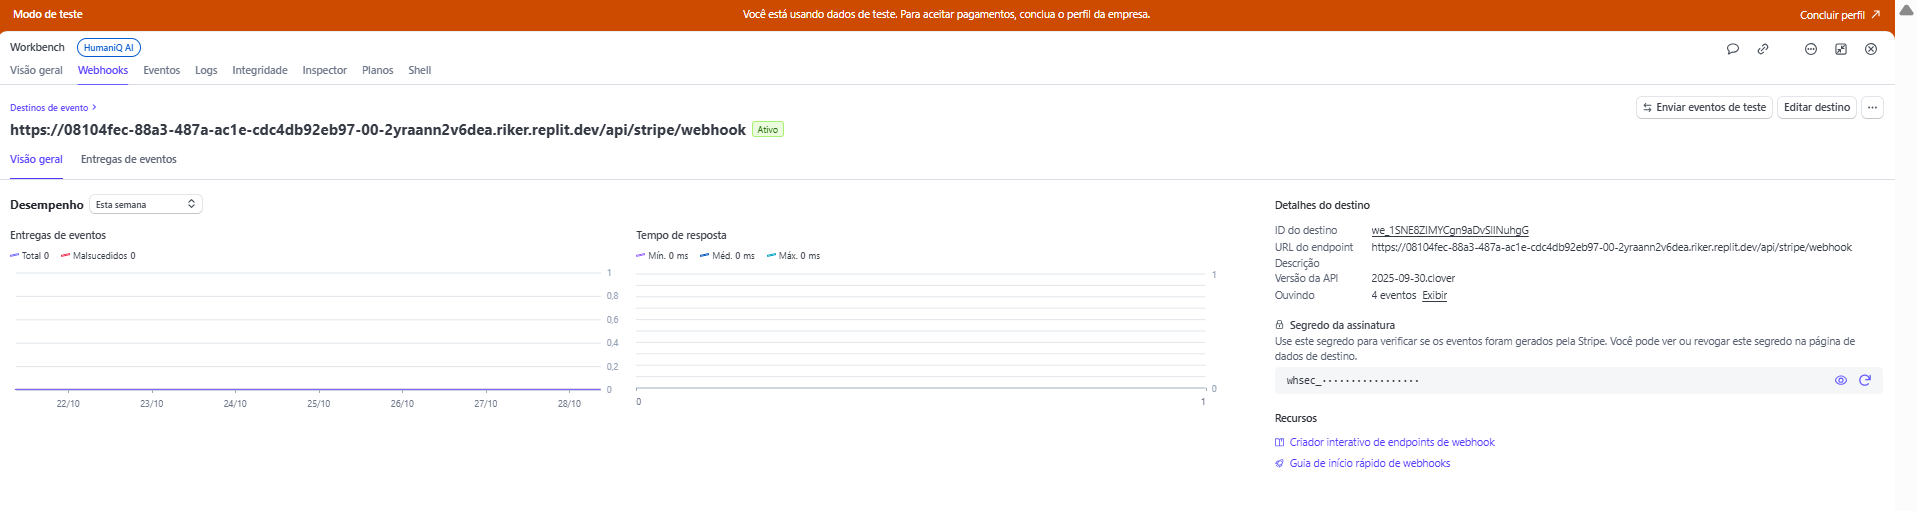 Modo de teste
Você está usando dados de teste. Para aceitar pagamentos, conclua o perfil da empresa.
Concluir perfil
Workbench HumaniQ AI
Visão geral Webhooks Eventos Logs Integridade Inspector Planos Shell
Destinos de evento
Enviar eventos de teste Editar destino
https://08104fec-88a3-487a-ac1e-cdc4db92eb97-00-2yraann2v6dea.riker.replit.dev/api/stripe/webhook Ativo
Visão geral Entregas de eventos
Desempenho Esta semana
Entregas de eventos
Total 0 Malsucedidos 0
1
0,8
0,6
0,4
0,2
0
22/10 23/10 24/10 25/10 26/10 27/10 28/10
Tempo de resposta
Mín. 0 ms Méd. 0 ms Máx. 0 ms
1
0
0 1
Detalhes do destino
ID do destino we_1SNE8ZIMYCgn9aDvSIINuhgG
URL do endpoint https://08104fec-88a3-487a-ac1e-cdc4db92eb97-00-2yraann2v6dea.riker.replit.dev/api/stripe/webhook
Descrição
Versão da API 2025-09-30.clover
Ouvindo 4 eventos Exibir
Segredo da assinatura
Use este segredo para verificar se os eventos foram gerados pela Stripe. Você pode ver ou revogar este segredo na página de
dados de destino.
whsec_·················
Recursos
Criador interativo de endpoints de webhook
Guia de início rápido de webhooks